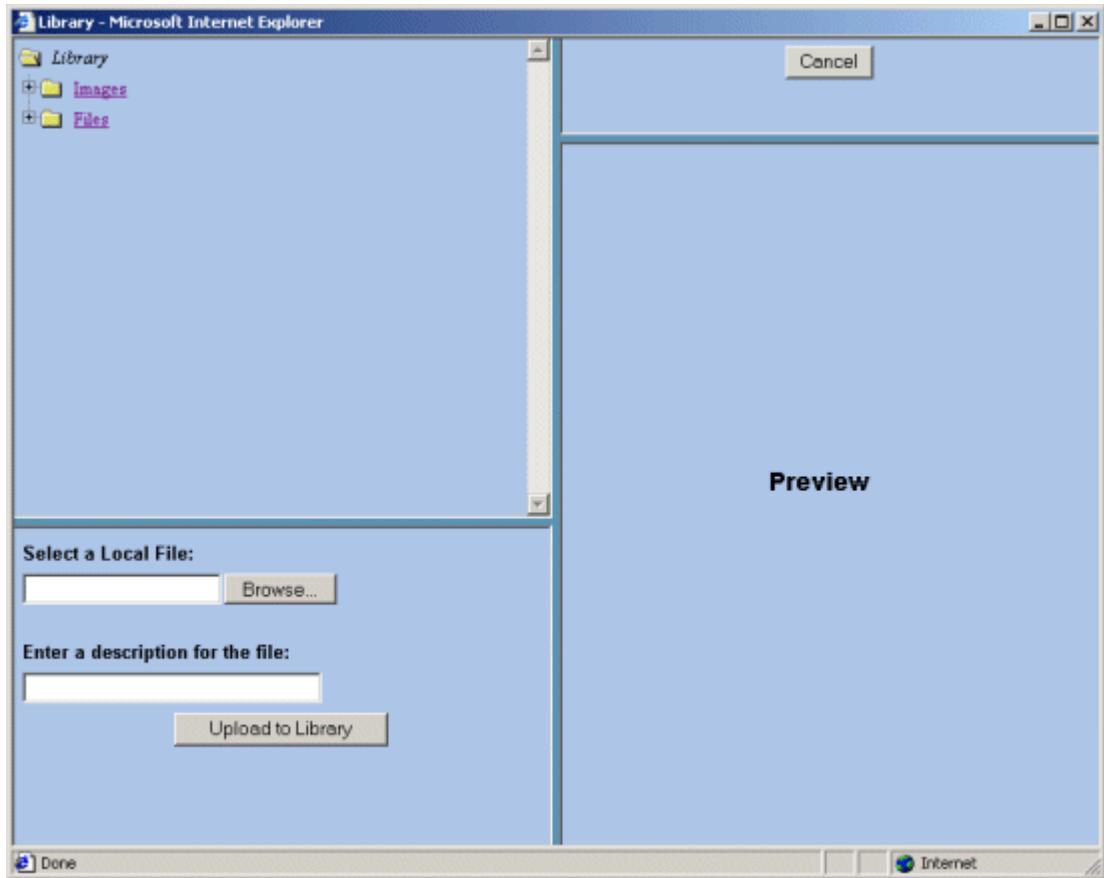 Library - Microsoft Internet Explorer
Library
Images
Files
Cancel
Preview
Select a Local File:
Browse...
Enter a description for the file:
Upload to Library
Done
Internet